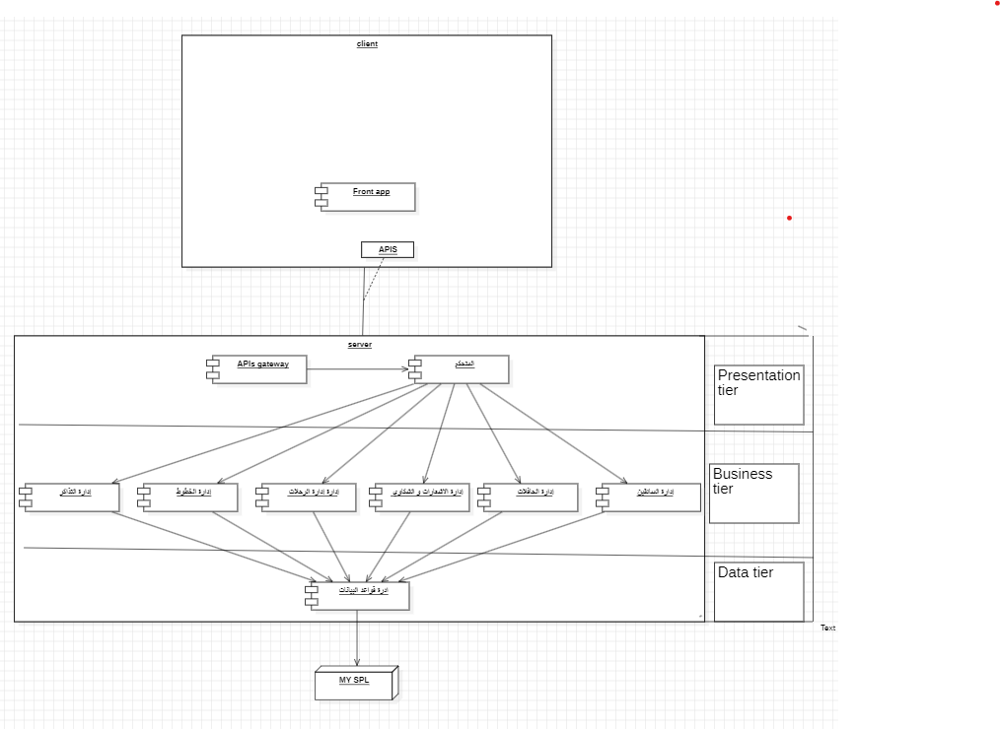 client
Front app
APIS
server
APIs gateway
المتحكم
Presentation
tier
إدارة التذاكر
إدارة الخطوط
إدارة إدارة الرحلات
إدارة الاشعارات و الشكاوى
إدارة الحافلات
إدارة السائقين
Business
tier
Data tier
ادرة قواعد البيانات
Text
MY SPL